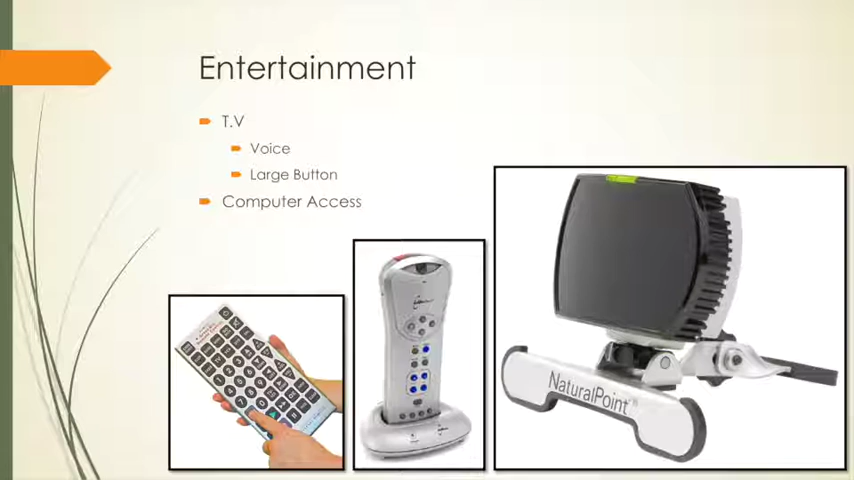 Entertainment
T.V
Voice
Large Button
Computer Access
NaturalPoint®